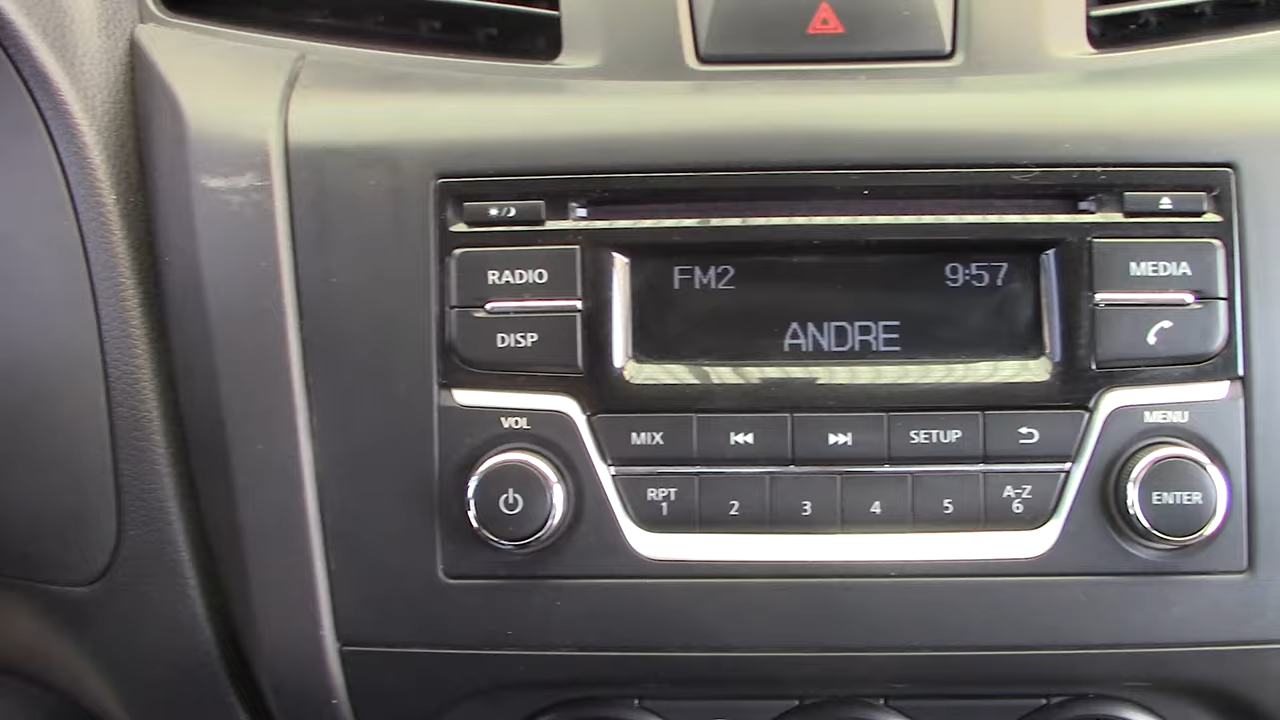 RADIO
FM2 9:57
MEDIA
DISP
ANDRE
VOL
MENU
MIX
SETUP
RPT
1
2
3
4
5
A-Z
6
ENTER